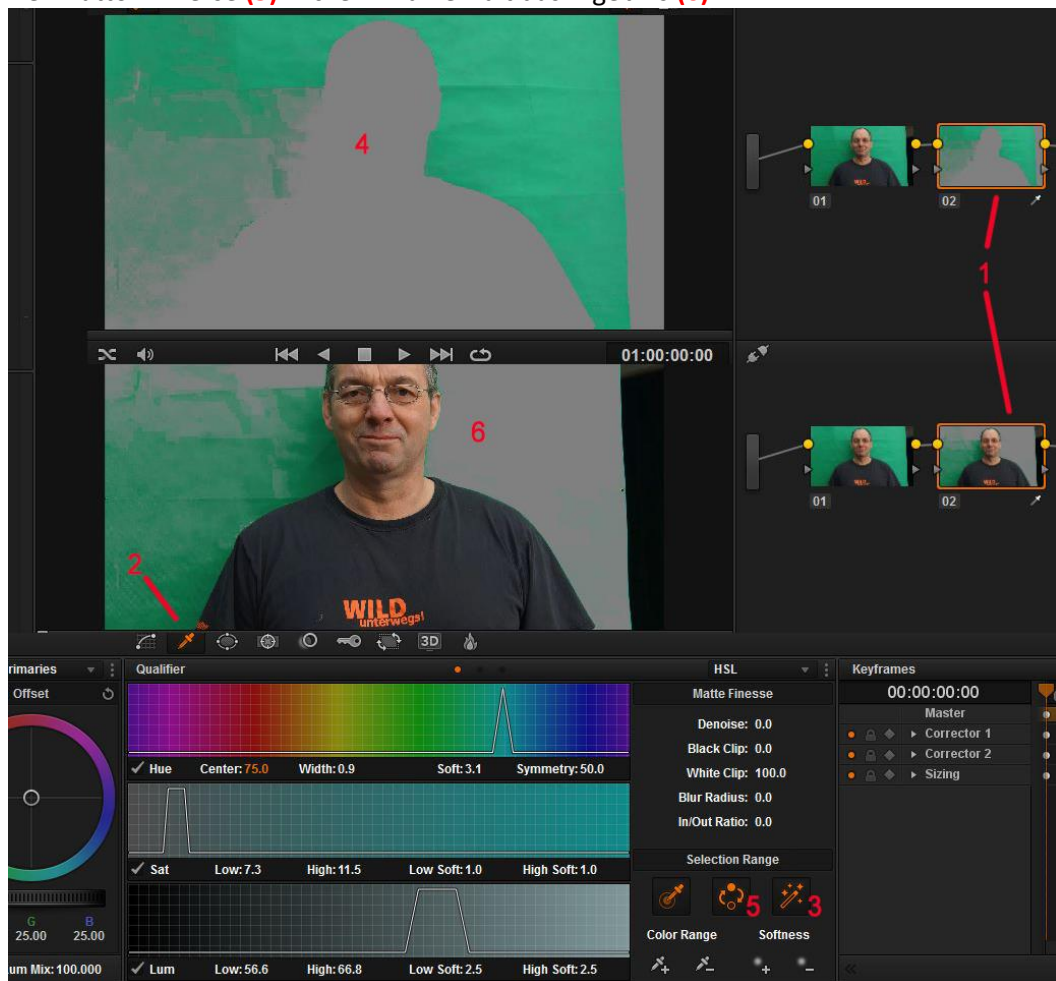 4
01
02
1
01:00:00:00
6
01
02
2
WILD
unterwegs!
3D
rimaries
Qualifier
HSL
Keyframes
Offset
Matte Finesse
00:00:00:00
Master
Denoise: 0.0
Corrector 1
Black Clip: 0.0
Corrector 2
Hue Center: 75.0 Width: 0.9 Soft: 3.1 Symmetry: 50.0
White Clip: 100.0
Sizing
Blur Radius: 0.0
In/Out Ratio: 0.0
Selection Range
Sat Low: 7.3 High: 11.5 Low Soft: 1.0 High Soft: 1.0
5
3
G B
25.00 25.00
Color Range Softness
um Mix: 100.000
Lum Low: 56.6 High: 66.8 Low Soft: 2.5 High Soft: 2.5